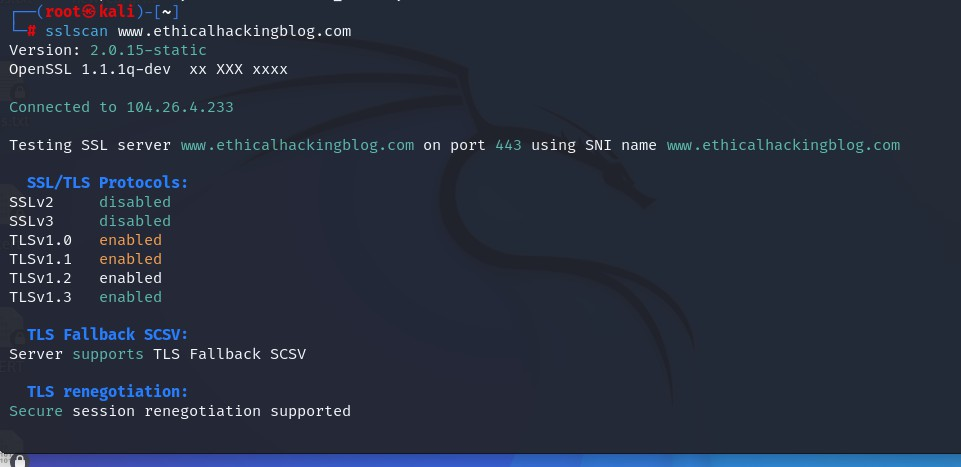 ┌──(root㉿kali)-[~]
└─# sslscan www.ethicalhackingblog.com
Version: 2.0.15-static
OpenSSL 1.1.1q-dev  xx XXX xxxx
Connected to 104.26.4.233
Testing SSL server www.ethicalhackingblog.com on port 443 using SNI name www.ethicalhackingblog.com
SSL/TLS Protocols:
SSLv2     disabled
SSLv3     disabled
TLSv1.0   enabled
TLSv1.1   enabled
TLSv1.2   enabled
TLSv1.3   enabled
TLS Fallback SCSV:
Server supports TLS Fallback SCSV
TLS renegotiation:
Secure session renegotiation supported